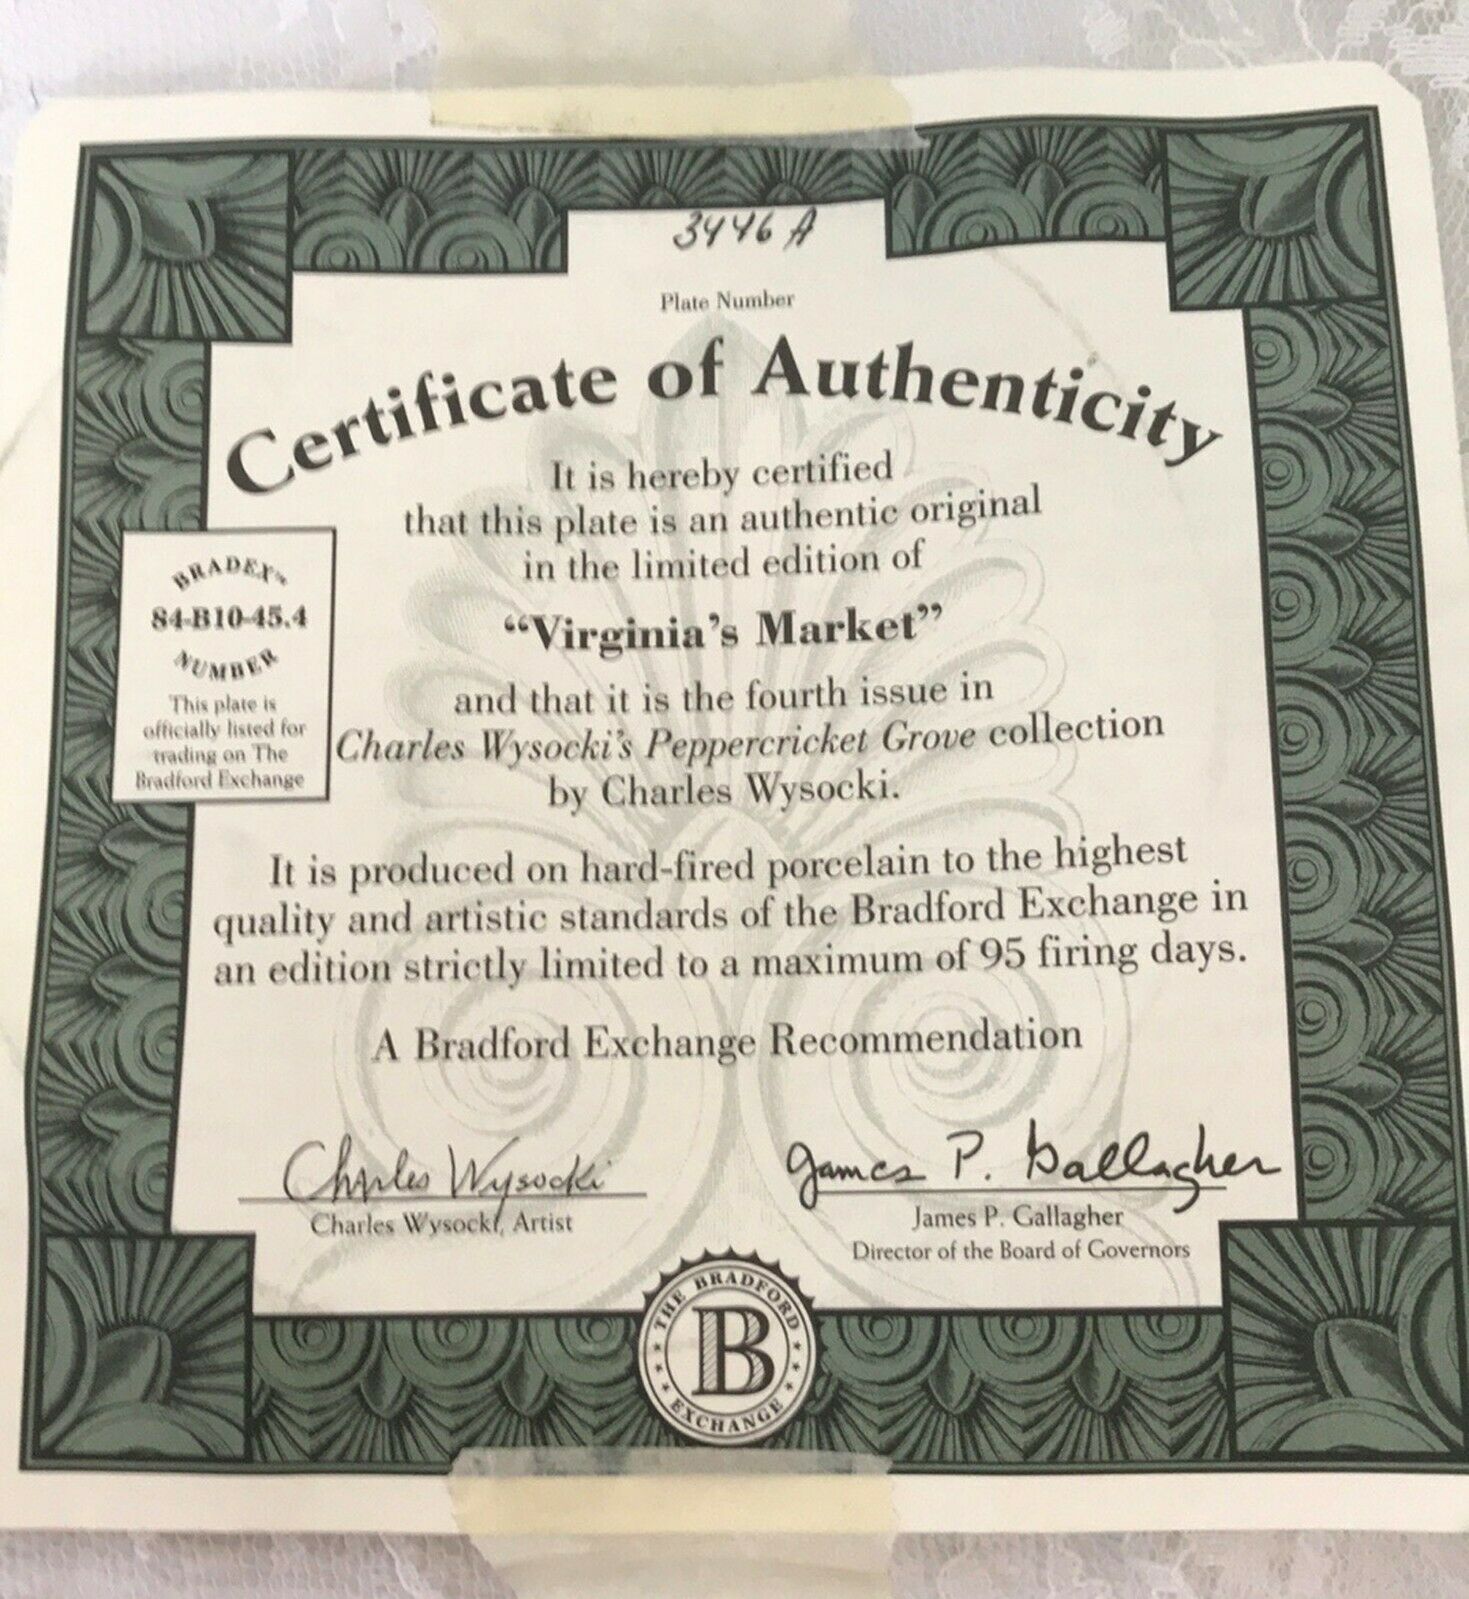 3446 A
Plate Number
Certificate of Authenticity
It is hereby certified
that this plate is an authentic original
in the limited edition of
“Virginia’s Market”
and that it is the fourth issue in
Charles Wysocki’s Peppercricket Grove collection
by Charles Wysocki.
BRADEX™
84-B10-45.4
NUMBER
This plate is
officially listed for
trading on The
Bradford Exchange
It is produced on hard-fired porcelain to the highest
quality and artistic standards of the Bradford Exchange in
an edition strictly limited to a maximum of 95 firing days.
A Bradford Exchange Recommendation
Charles Wysocki
Charles Wysocki, Artist
James P. Gallagher
James P. Gallagher
Director of the Board of Governors
THE BRADFORD
B
EXCHANGE